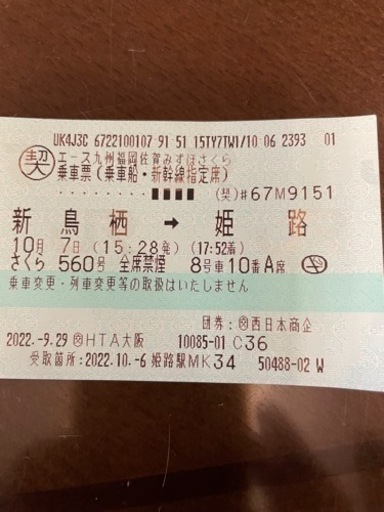 UK4J3C 6722100107 91 51 15TY7TW1/10 06 2393 01
契 エース九州福岡佐賀みずほさくら
乗車票(乗車船・新幹線指定席)
(契)#67M9151
新鳥栖 → 姫路
10月 7日 (15:28発) (17:52着)
さくら 560号 全席禁煙 8号車10番A席
乗車変更・列車変更等の取扱はいたしません
団券:西日本商企
2022.-9.29 HTA大阪 10085-01 C36
受取箇所:2022.10.-6 姫路駅MK34 50488-02 W